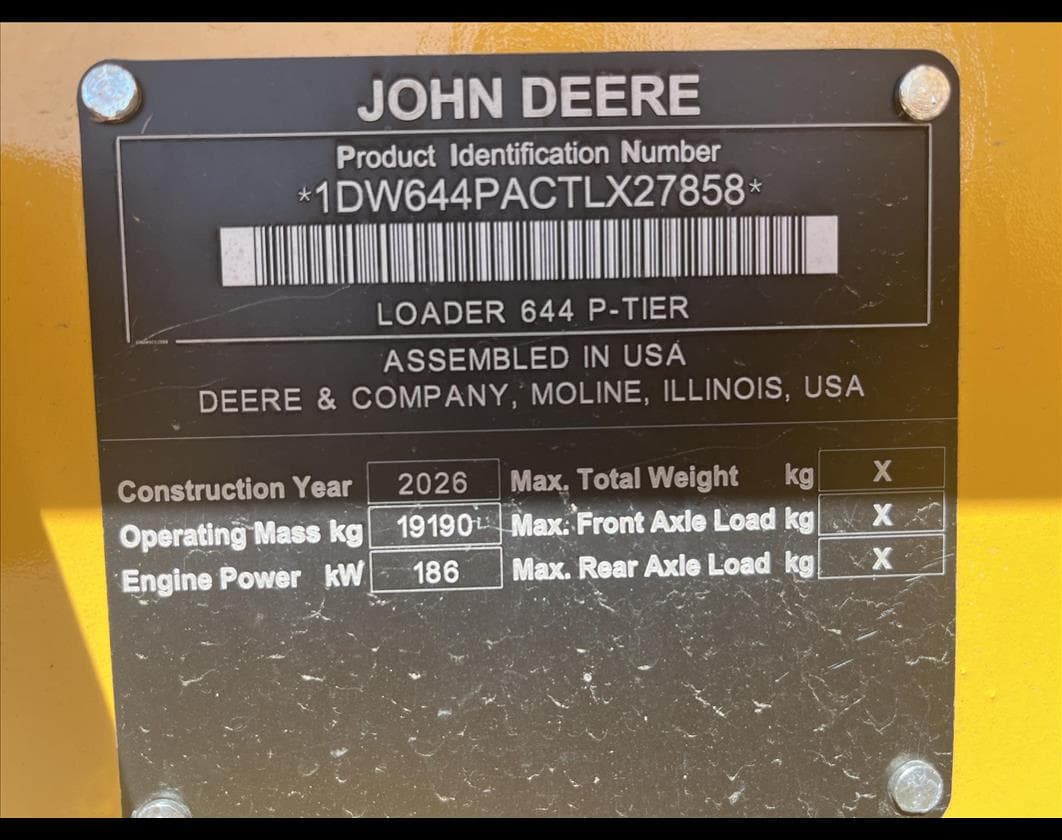 JOHN DEERE
Product Identification Number
*1DW644PACTLX27858*
LOADER 644 P-TIER
ASSEMBLED IN USA
DEERE & COMPANY, MOLINE, ILLINOIS, USA
Construction Year 2026 Max. Total Weight kg X
Operating Mass kg 19190 Max. Front Axle Load kg X
Engine Power kW 186 Max. Rear Axle Load kg X